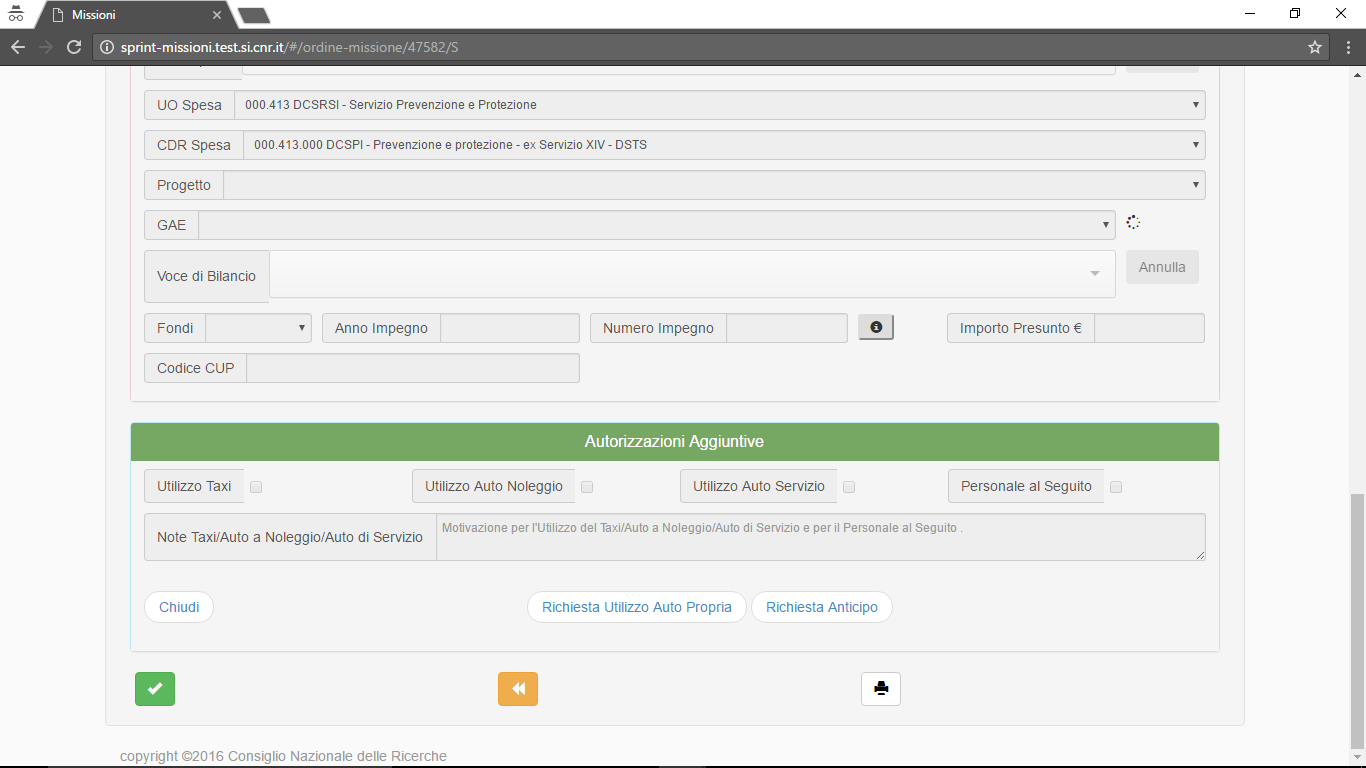 Missioni
sprint-missioni.test.si.cnr.it/#/ordine-missione/47582/S
UO Spesa 000.413 DCSRSI - Servizio Prevenzione e Protezione
CDR Spesa 000.413.000 DCSPI - Prevenzione e protezione - ex Servizio XIV - DSTS
Progetto
GAE
Voce di Bilancio Annulla
Fondi Anno Impegno Numero Impegno Importo Presunto €
Codice CUP
Autorizzazioni Aggiuntive
Utilizzo Taxi Utilizzo Auto Noleggio Utilizzo Auto Servizio Personale al Seguito
Note Taxi/Auto a Noleggio/Auto di Servizio Motivazione per l'Utilizzo del Taxi/Auto a Noleggio/Auto di Servizio e per il Personale al Seguito .
Chiudi Richiesta Utilizzo Auto Propria Richiesta Anticipo
copyright ©2016 Consiglio Nazionale delle Ricerche